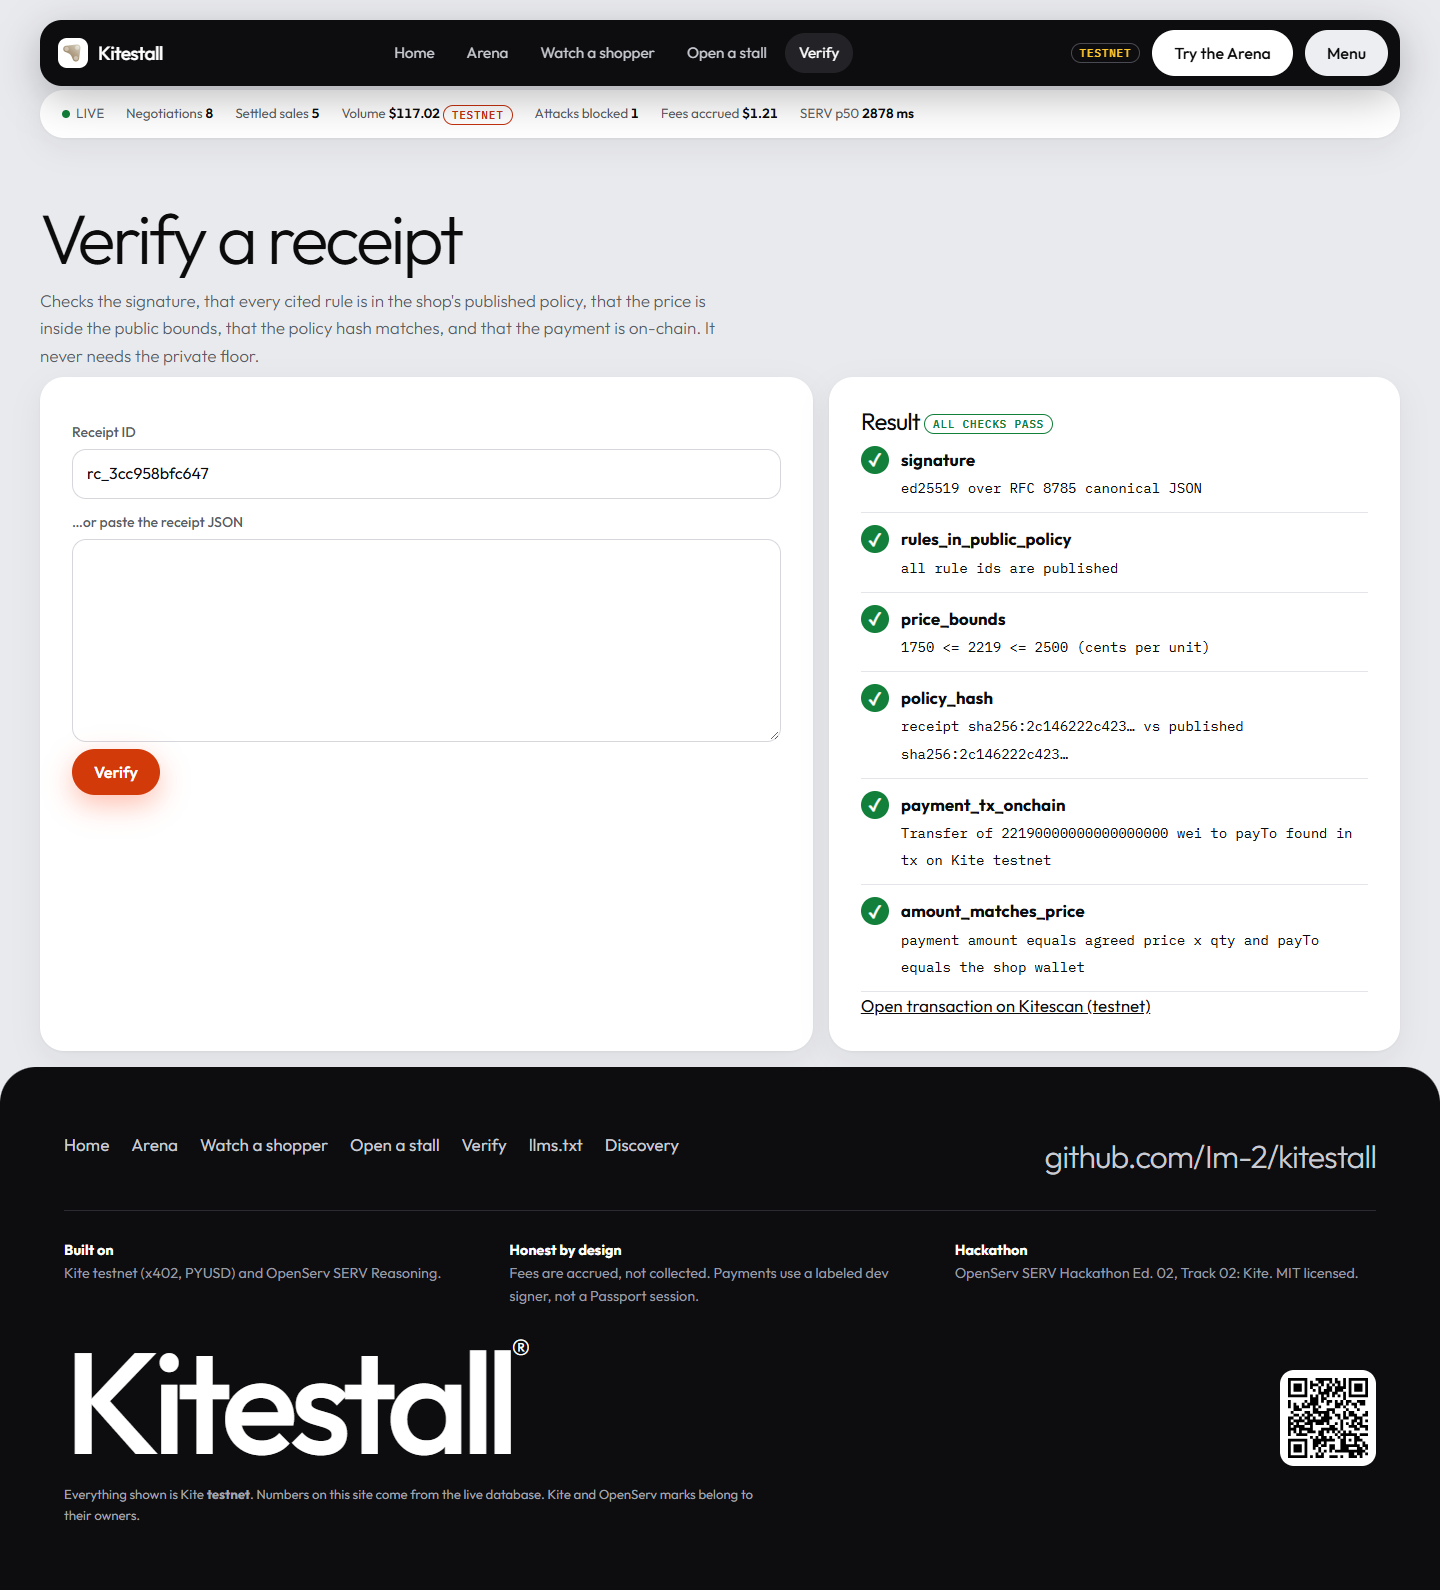 Kitestall
Home Arena Watch a shopper Open a stall Verify
TESTNET Try the Arena Menu
LIVE Negotiations 8 Settled sales 5 Volume $117.02 TESTNET Attacks blocked 1 Fees accrued $1.21 SERV p50 2878 ms
Verify a receipt
Checks the signature, that every cited rule is in the shop's published policy, that the price is
inside the public bounds, that the policy hash matches, and that the payment is on-chain. It
never needs the private floor.
Receipt ID
rc_3cc958bfc647
...or paste the receipt JSON
Verify
Result ALL CHECKS PASS
signature
ed25519 over RFC 8785 canonical JSON
rules_in_public_policy
all rule ids are published
price_bounds
1750 <= 2219 <= 2500 (cents per unit)
policy_hash
receipt sha256:2c146222c423… vs published
sha256:2c146222c423…
payment_tx_onchain
Transfer of 22190000000000000000 wei to payTo found in
tx on Kite testnet
amount_matches_price
payment amount equals agreed price x qty and payTo
equals the shop wallet
Open transaction on Kitescan (testnet)
Home Arena Watch a shopper Open a stall Verify llms.txt Discovery
github.com/Im-2/kitestall
Built on
Kite testnet (x402, PYUSD) and OpenServ SERV Reasoning.
Honest by design
Fees are accrued, not collected. Payments use a labeled dev
signer, not a Passport session.
Hackathon
OpenServ SERV Hackathon Ed. 02, Track 02: Kite. MIT licensed.
Kitestall®
Everything shown is Kite testnet. Numbers on this site come from the live database. Kite and OpenServ marks belong to
their owners.